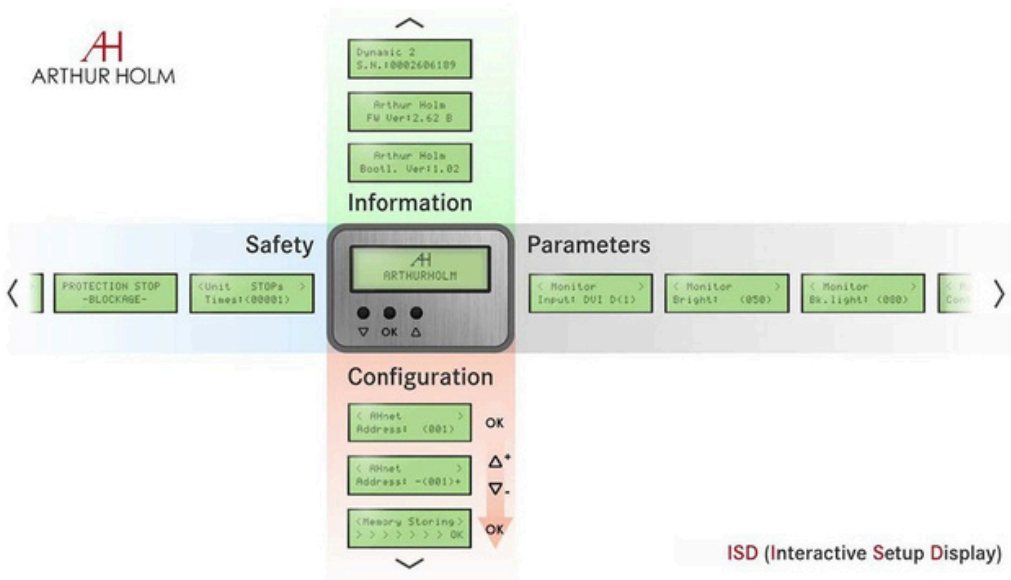 AH
ARTHUR HOLM
Dynamic 2
S.N.:0002606189
Arthur Holm
FW Ver:2.62 B
Arthur Holm
Bootl. Ver:1.02
Information
Safety
Parameters
PROTECTION STOP
-BLOCKAGE-
<Unit STOPs >
Times:(00001)
AH
ARTHURHOLM
OK
< Monitor >
Input: DVI D(1)
< Monitor >
Bright: (050)
< Monitor >
Bk.light: (080)
Configuration
< AHnet >
Address: (001)
OK
< AHnet >
Address: -(001)+
+
-
<Memory Storing>
> > > > > > > OK
OK
ISD (Interactive Setup Display)